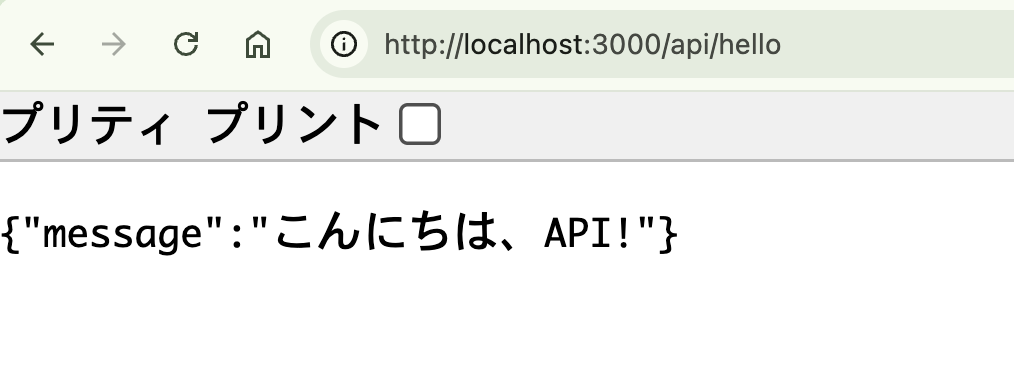 http://localhost:3000/api/hello
プリティ プリント
{"message":"こんにちは、API!"}